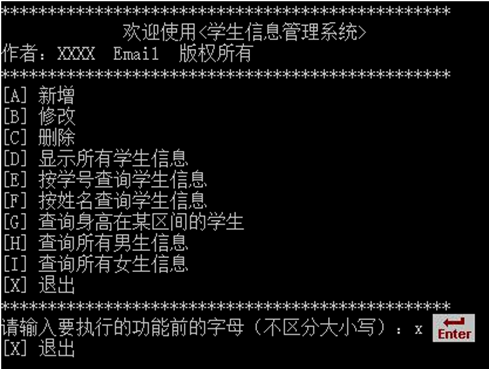 ************************************************
欢迎使用<学生信息管理系统>
作者：XXXX  Email  版权所有
************************************************
[A] 新增
[B] 修改
[C] 删除
[D] 显示所有学生信息
[E] 按学号查询学生信息
[F] 按姓名查询学生信息
[G] 查询身高在某区间的学生
[H] 查询所有男生信息
[I] 查询所有女生信息
[X] 退出
************************************************
请输入要执行的功能前的字母（不区分大小写）：x Enter
[X] 退出